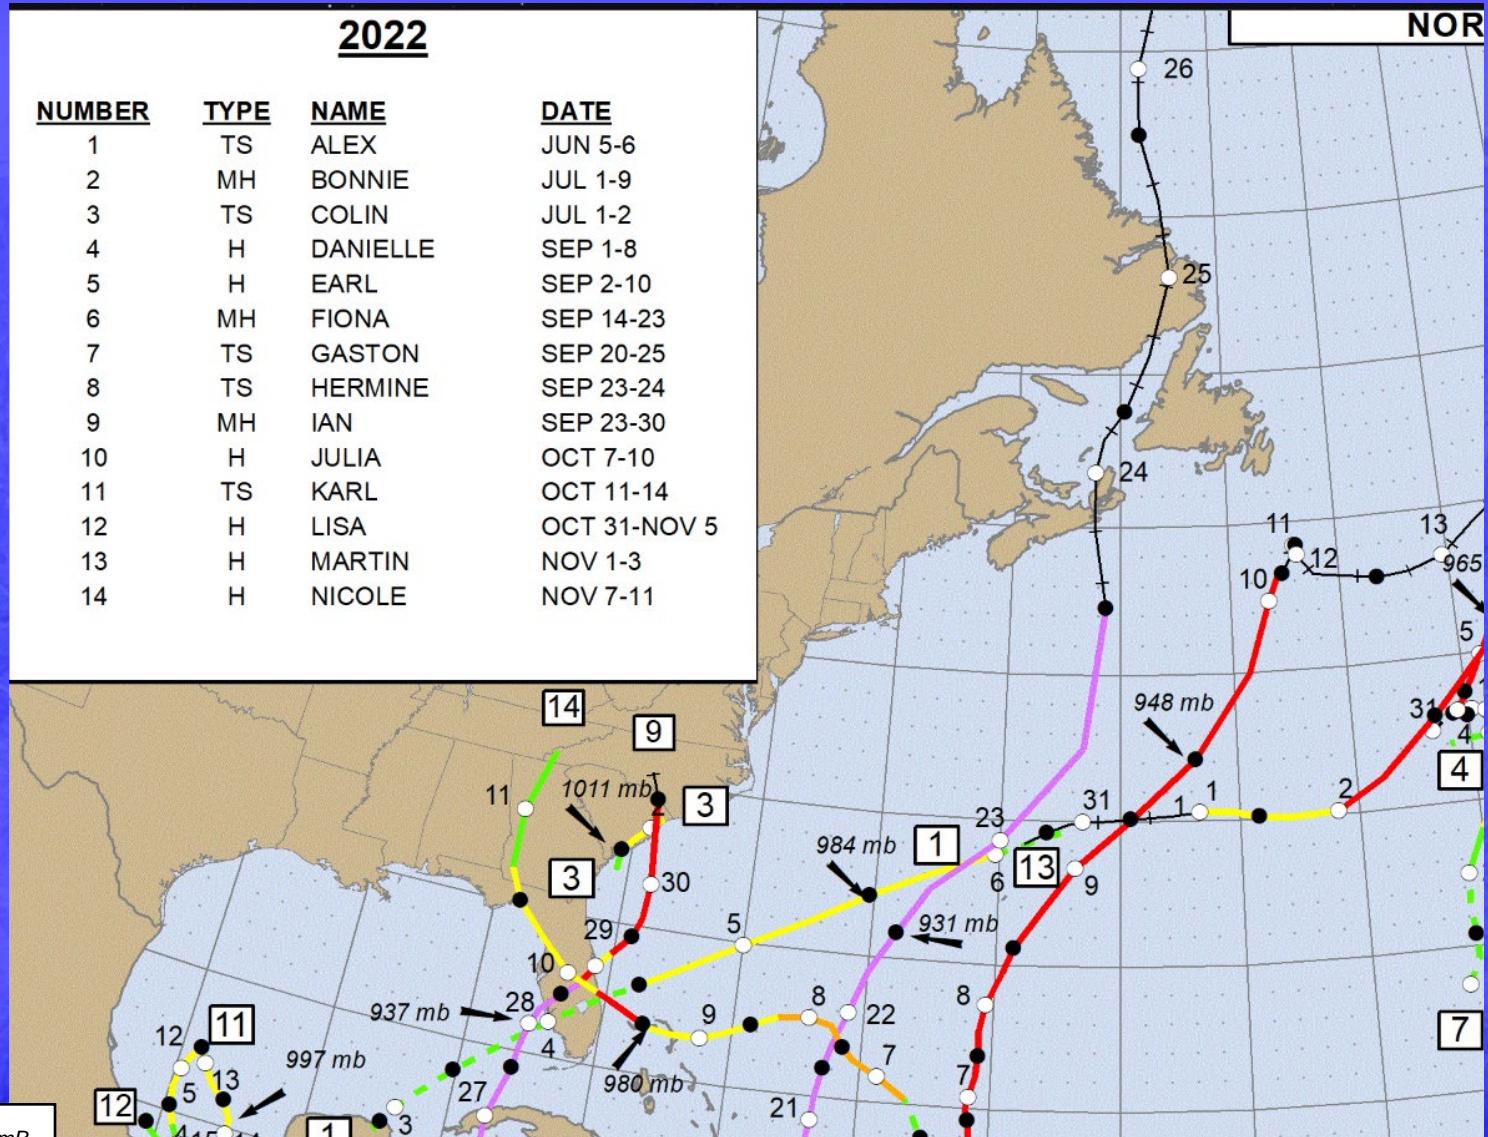 2022
NUMBER TYPE NAME DATE
1 TS ALEX JUN 5-6
2 MH BONNIE JUL 1-9
3 TS COLIN JUL 1-2
4 H DANIELLE SEP 1-8
5 H EARL SEP 2-10
6 MH FIONA SEP 14-23
7 TS GASTON SEP 20-25
8 TS HERMINE SEP 23-24
9 MH IAN SEP 23-30
10 H JULIA OCT 7-10
11 TS KARL OCT 11-14
12 H LISA OCT 31-NOV 5
13 H MARTIN NOV 1-3
14 H NICOLE NOV 7-11
NOR
26
25
24
11
12
13
10
965
5
14
9
948 mb
31
4
4
11
1011 mb
2
3
23
31
1
1
2
984 mb
1
3
30
6
13
9
29
5
931 mb
10
937 mb
28
4
9
8
22
8
7
12
11
997 mb
980 mb
7
7
5
13
27
12
21
3
1
4
15
14
mB